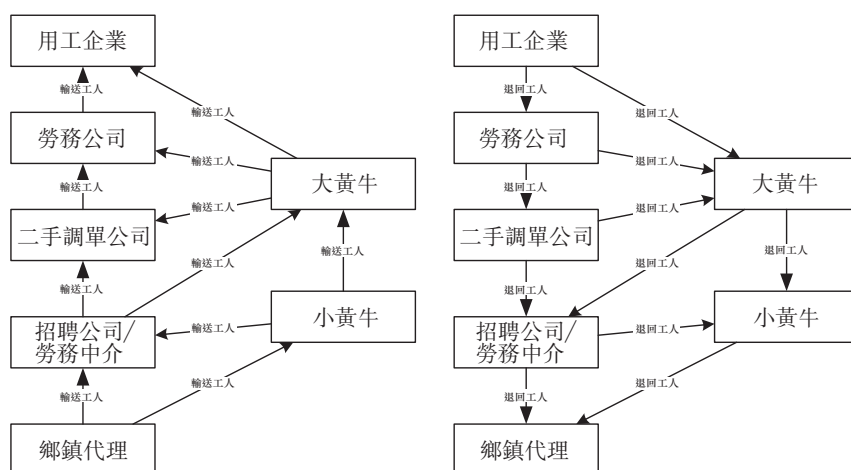 用工企業
輸送工人
輸送工人
勞務公司
輸送工人
大黃牛
輸送工人
輸送工人
二手調單公司
輸送工人
輸送工人
輸送工人
小黃牛
招聘公司/
勞務中介
輸送工人
輸送工人
輸送工人
鄉鎮代理
用工企業
退回工人
退回工人
勞務公司
退回工人
大黃牛
退回工人
退回工人
二手調單公司
退回工人
退回工人
退回工人
小黃牛
招聘公司/
勞務中介
退回工人
退回工人
退回工人
鄉鎮代理